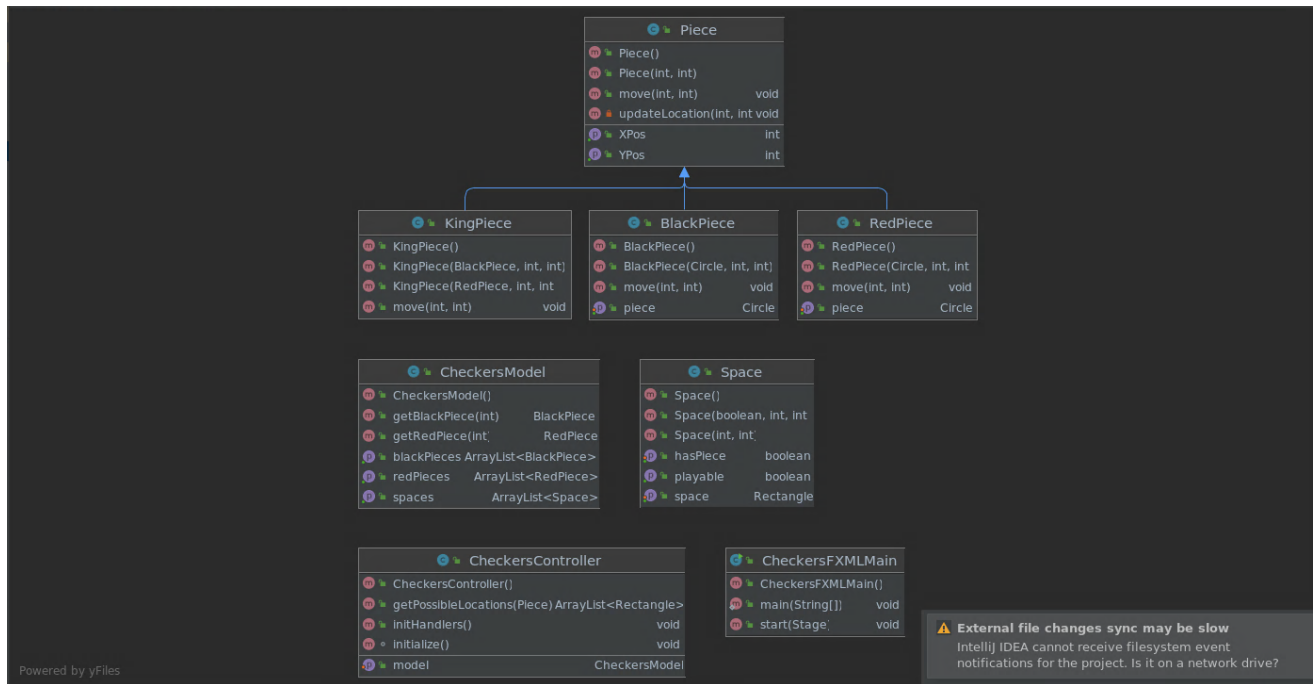 Piece
Piece()
Piece(int, int)
move(int, int) void
updateLocation(int, int void
XPos int
YPos int
KingPiece
KingPiece()
KingPiece(BlackPiece, int, int)
KingPiece(RedPiece, int, int
move(int, int) void
BlackPiece
BlackPiece()
BlackPiece(Circle, int, int)
move(int, int) void
piece Circle
RedPiece
RedPiece()
RedPiece(Circle, int, int
move(int, int) void
piece Circle
CheckersModel
CheckersModel()
getBlackPiece(int) BlackPiece
getRedPiece(int) RedPiece
blackPieces ArrayList<BlackPiece>
redPieces ArrayList<RedPiece>
spaces ArrayList<Space>
Space
Space()
Space(boolean, int, int
Space(int, int)
hasPiece boolean
playable boolean
space Rectangle
CheckersController
CheckersController()
getPossibleLocations(Piece) ArrayList<Rectangle>
initHandlers() void
initialize() void
model CheckersModel
CheckersFXMLMain
CheckersFXMLMain()
main(String[]) void
start(Stage) void
External file changes sync may be slow
IntelliJ IDEA cannot receive filesystem event
notifications for the project. Is it on a network drive?
Powered by yFiles